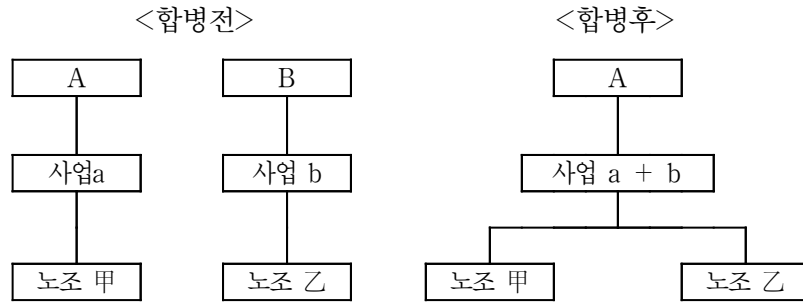 <합병전> <합병후>
A B A
사업a 사업 b 사업 a + b
노조 甲 노조 乙 노조 甲 노조 乙